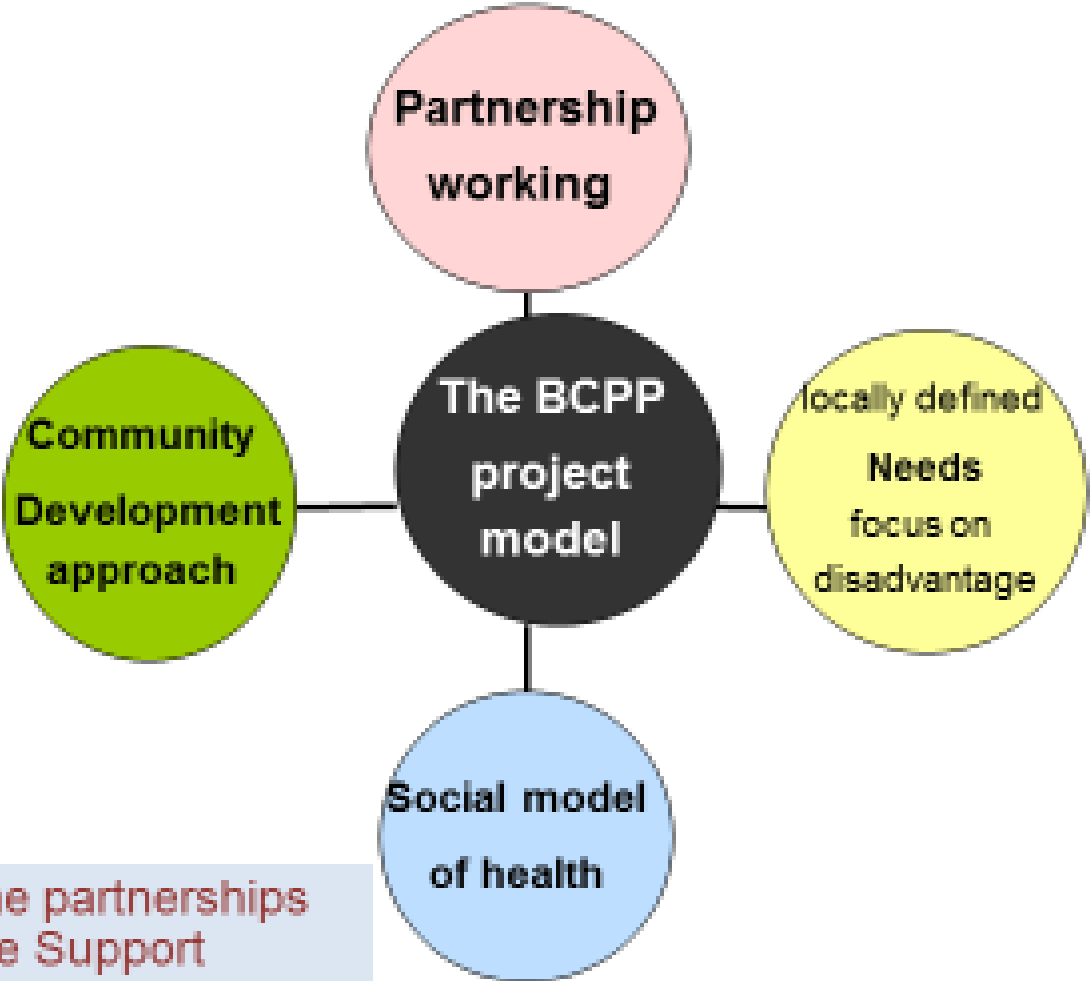 Partnership
working
The BCPP
project
model
Community
Development
approach
locally defined
Needs
focus on
disadvantage
Social model
of health
partnerships
Support